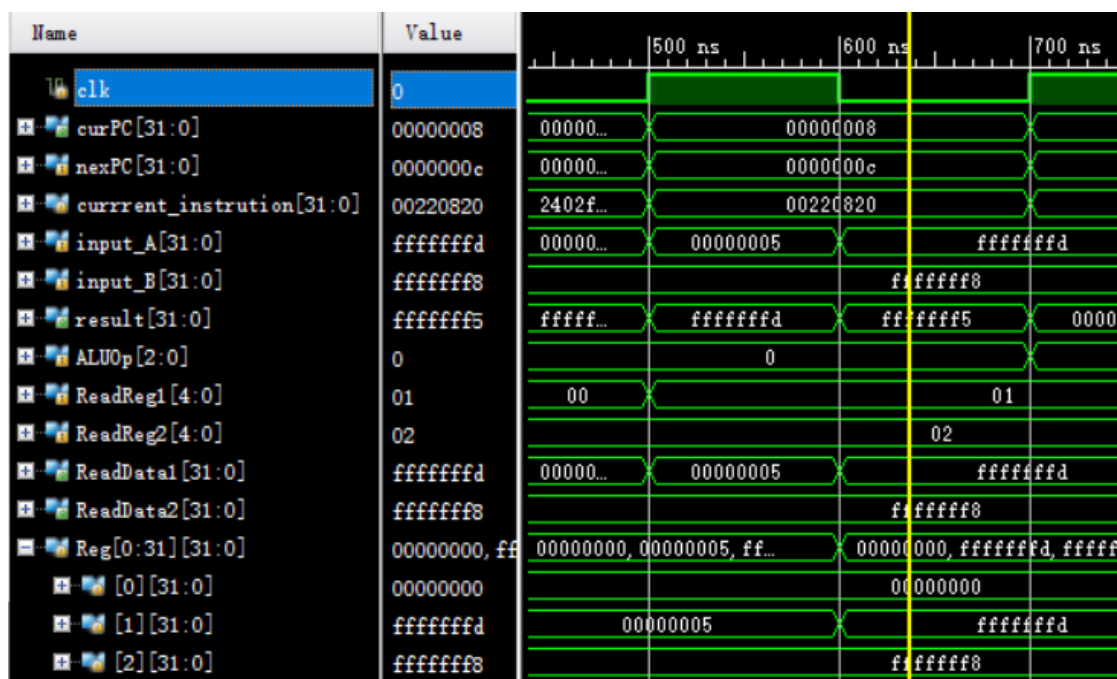 Name Value 500 ns 600 ns 700 ns
clk 0
curPC[31:0] 00000008 00000... 00000008
nexPC[31:0] 0000000c 00000... 0000000c
currrent_instrution[31:0] 00220820 2402f... 00220820
input_A[31:0] fffffffd 00000... 00000005 fffffffd
input_B[31:0] fffffff8 fffffff8
result[31:0] fffffff5 fffff... fffffffd fffffff5 0000
ALUOp[2:0] 0 0
ReadReg1[4:0] 01 00 01
ReadReg2[4:0] 02 02
ReadData1[31:0] fffffffd 00000... 00000005 fffffffd
ReadData2[31:0] fffffff8 fffffff8
Reg[0:31][31:0] 00000000, ff 00000000, 00000005, ff... 00000000, fffffffd, fffff
[0][31:0] 00000000 00000000
[1][31:0] fffffffd 00000005 fffffffd
[2][31:0] fffffff8 fffffff8